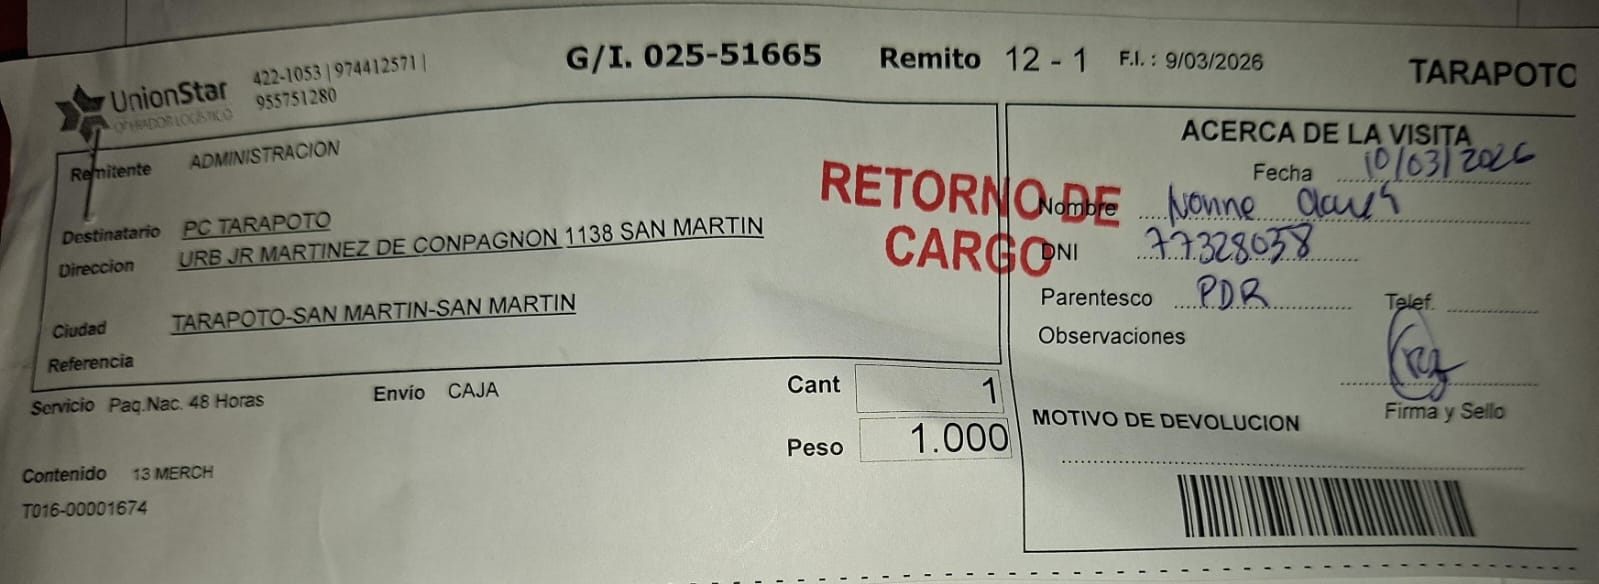 UnionStar
OPERADOR LOGÍSTICO
422-1053 | 974412571 |
955751280
G/I. 025-51665 Remito 12 - 1 F.I. : 9/03/2026 TARAPOTO
Remitente ADMINISTRACION
Destinatario PC TARAPOTO
Direccion URB JR MARTINEZ DE CONPAGNON 1138 SAN MARTIN
Ciudad TARAPOTO-SAN MARTIN-SAN MARTIN
Referencia
RETORNO DE
CARGO
Servicio Paq.Nac. 48 Horas Envío CAJA
Cant 1
Peso 1.000
Contenido 13 MERCH
T016-00001674
ACERCA DE LA VISITA
Fecha 10/03/2026
Nombre Ivonne
DNI 77328038
Parentesco PDR Telef.
Observaciones
Firma y Sello
MOTIVO DE DEVOLUCION